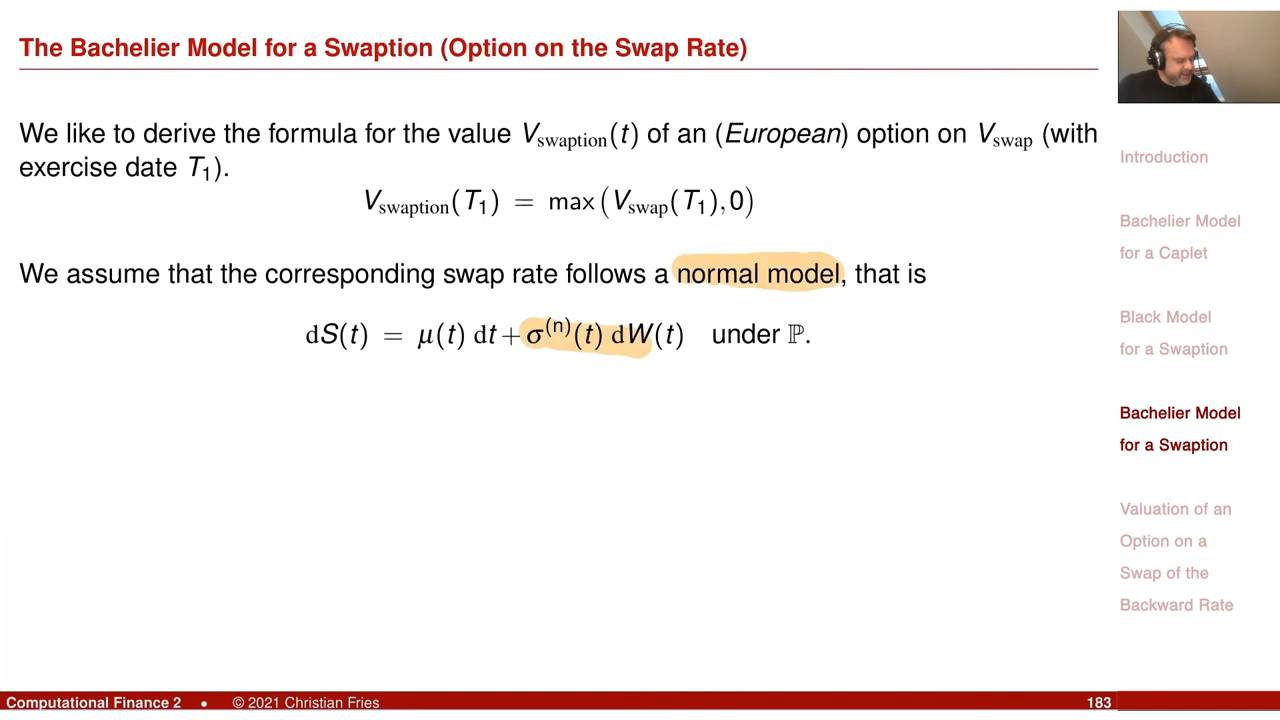 The Bachelier Model for a Swaption (Option on the Swap Rate)
We like to derive the formula for the value V_swaption(t) of an (European) option on V_swap (with
exercise date T₁).
V_swaption(T₁) = max(V_swap(T₁), 0)
We assume that the corresponding swap rate follows a normal model, that is
dS(t) = μ(t) dt + σ⁽ⁿ⁾(t) dW(t) under ℙ.
Introduction
Bachelier Model
for a Caplet
Black Model
for a Swaption
Bachelier Model
for a Swaption
Valuation of an
Option on a
Swap of the
Backward Rate
Computational Finance 2 • © 2021 Christian Fries 183